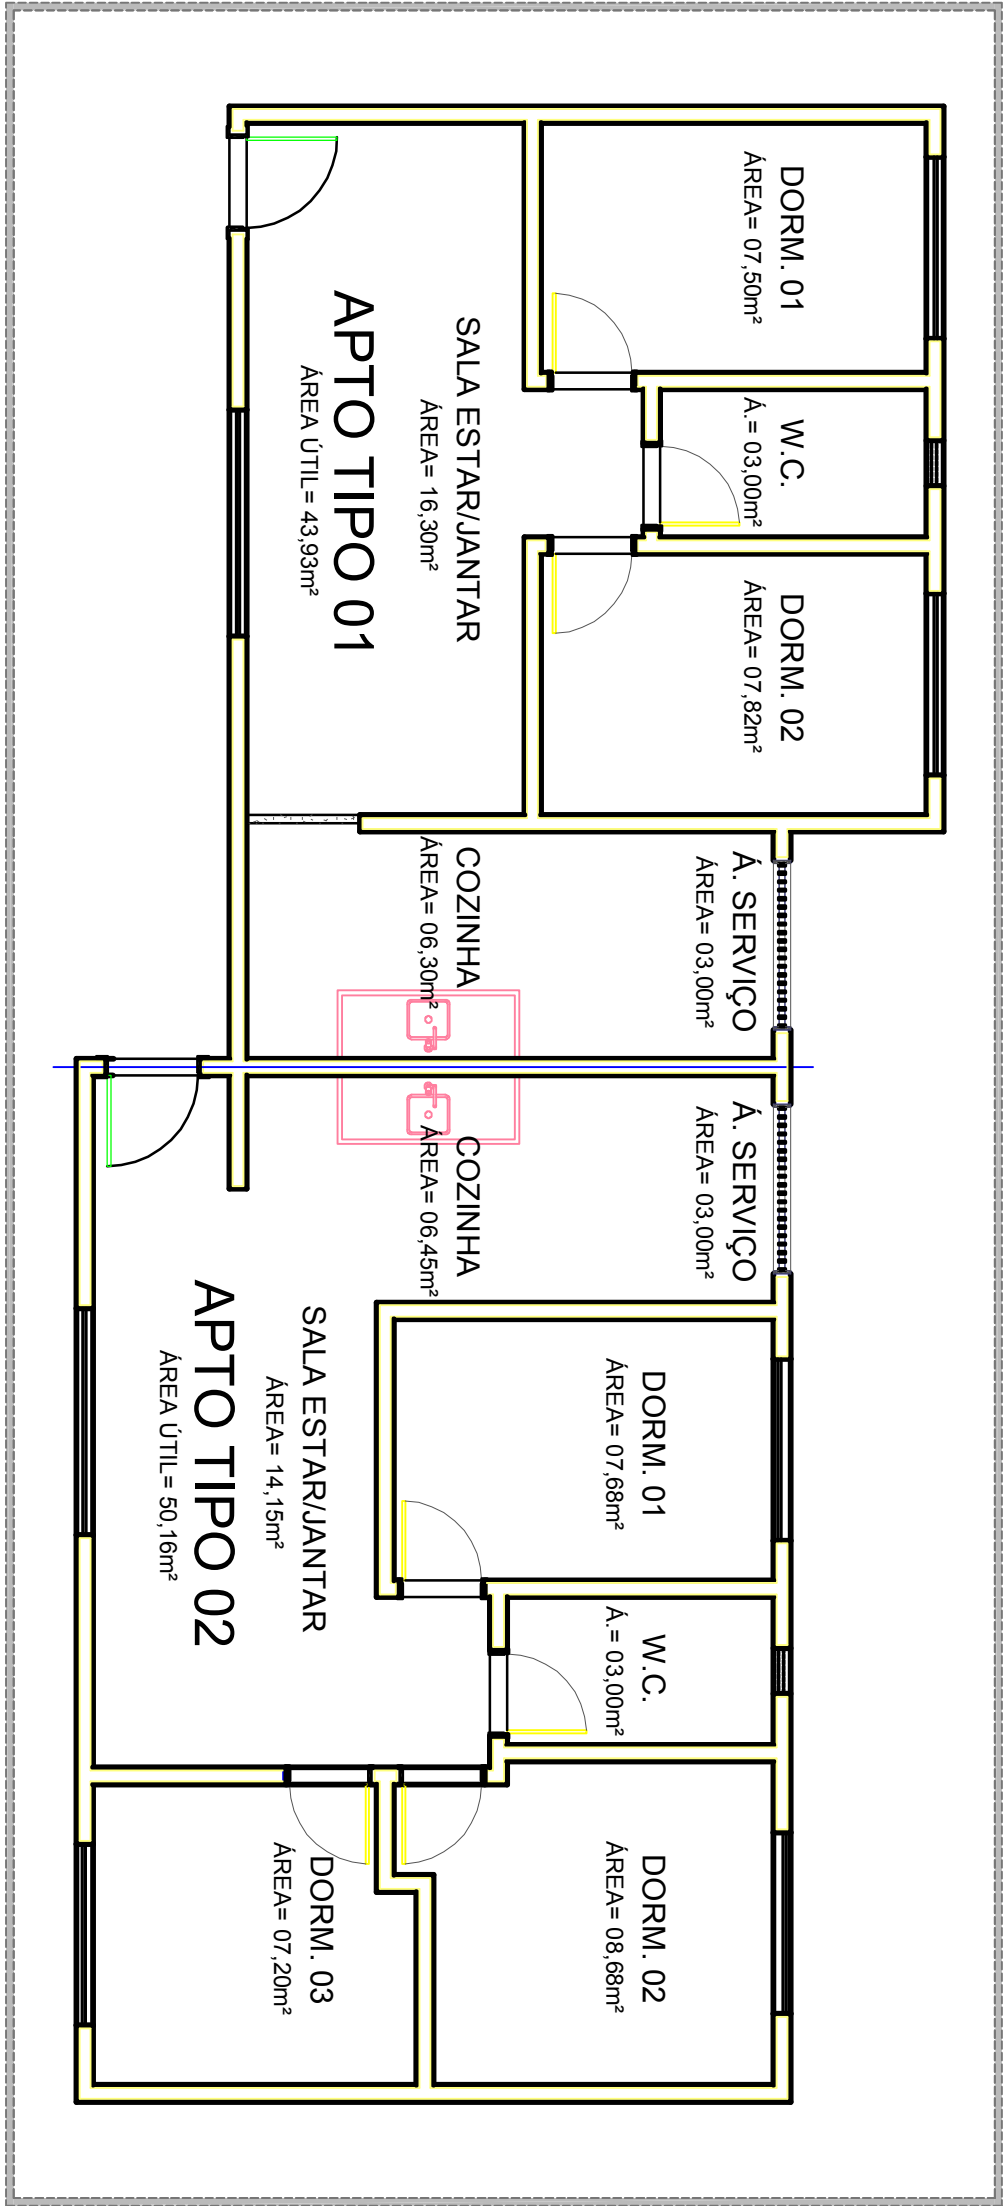 DORM. 01
ÁREA= 07,50m²
W.C.
Á.= 03,00m²
DORM. 02
ÁREA= 07,82m²
SALA ESTAR/JANTAR
ÁREA= 16,30m²
APTO TIPO 01
ÁREA ÚTIL= 43,93m²
Á. SERVIÇO
ÁREA= 03,00m²
COZINHA
ÁREA= 06,30m²
Á. SERVIÇO
ÁREA= 03,00m²
COZINHA
ÁREA= 06,45m²
DORM. 01
ÁREA= 07,68m²
W.C.
Á.= 03,00m²
SALA ESTAR/JANTAR
ÁREA= 14,15m²
APTO TIPO 02
ÁREA ÚTIL= 50,16m²
DORM. 02
ÁREA= 08,68m²
DORM. 03
ÁREA= 07,20m²